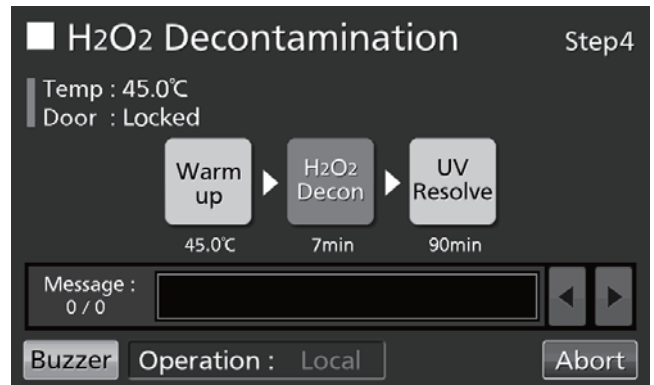 H2O2 Decontamination Step4
Temp : 45.0℃
Door : Locked
Warm up
H2O2 Decon
UV Resolve
45.0℃ 7min 90min
Message :
0 / 0
Buzzer Operation : Local Abort